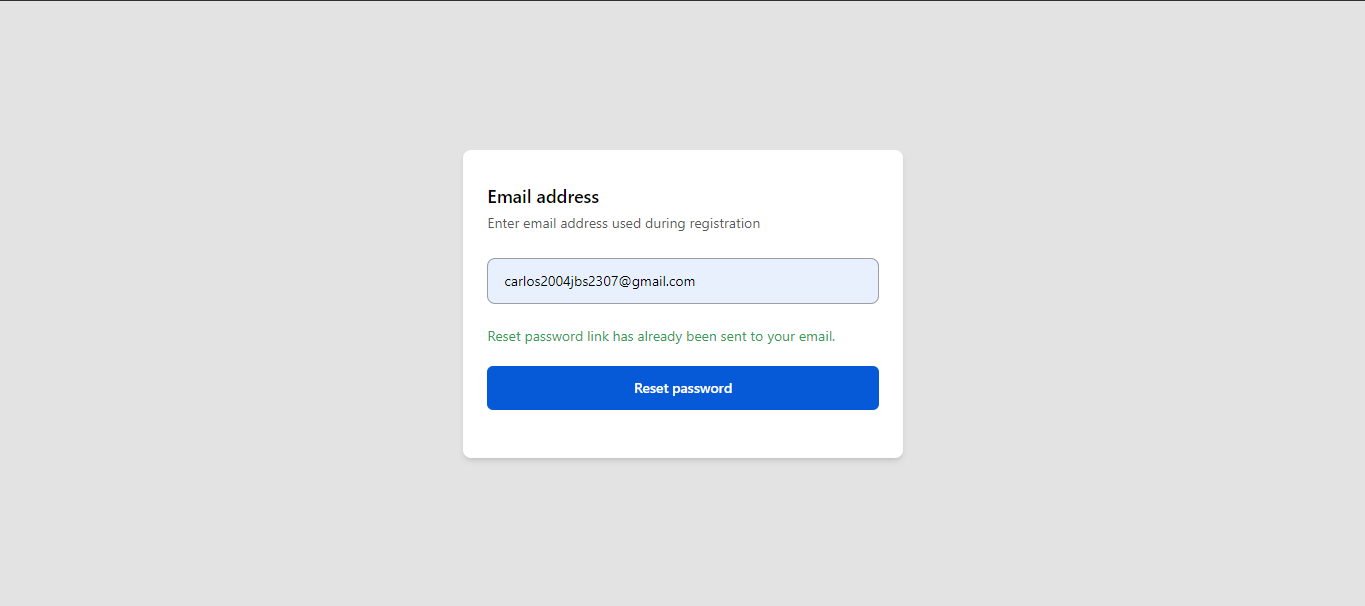 Email address
Enter email address used during registration
carlos2004jbs2307@gmail.com
Reset password link has already been sent to your email.
Reset password